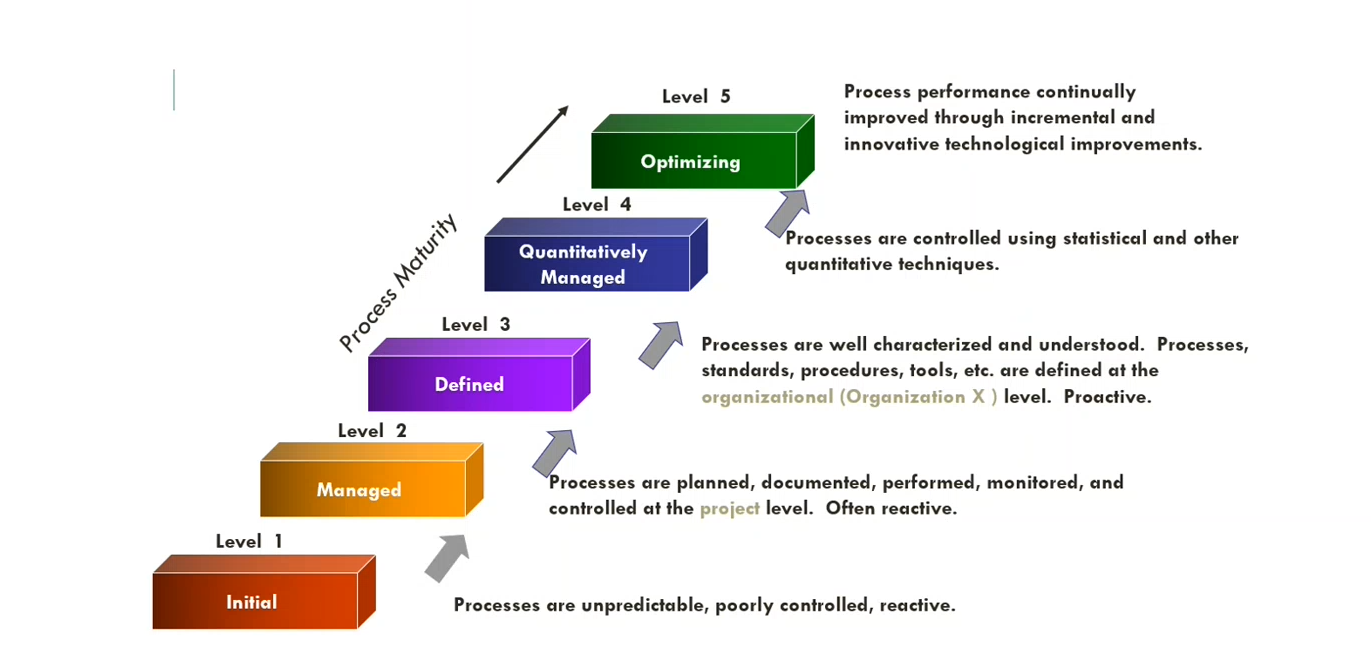 Level 5
Optimizing
Process performance continually
improved through incremental and
innovative technological improvements.
Level 4
Quantitatively
Managed
Processes are controlled using statistical and other
quantitative techniques.
Process Maturity
Level 3
Defined
Processes are well characterized and understood. Processes,
standards, procedures, tools, etc. are defined at the
organizational (Organization X ) level. Proactive.
Level 2
Managed
Processes are planned, documented, performed, monitored, and
controlled at the project level. Often reactive.
Level 1
Initial
Processes are unpredictable, poorly controlled, reactive.